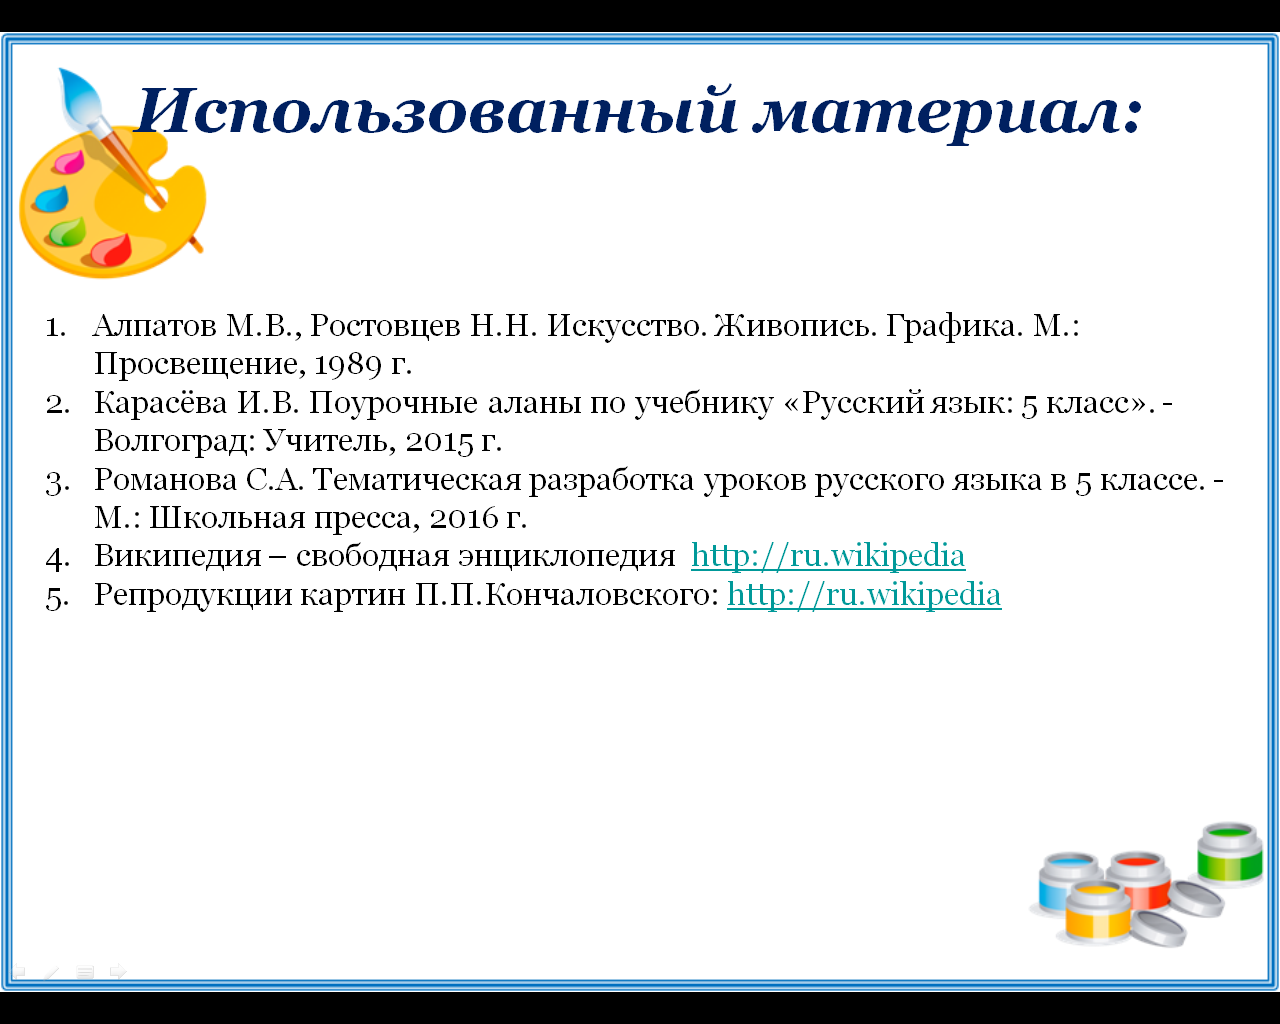 Использованный материал:
1. Алпатов М.В., Ростовцев Н.Н. Искусство. Живопись. Графика. М.:
Просвещение, 1989 г.
2. Карасёва И.В. Поурочные аланы по учебнику «Русский язык: 5 класс». -
Волгоград: Учитель, 2015 г.
3. Романова С.А. Тематическая разработка уроков русского языка в 5 классе. -
М.: Школьная пресса, 2016 г.
4. Википедия – свободная энциклопедия http://ru.wikipedia
5. Репродукции картин П.П.Кончаловского: http://ru.wikipedia